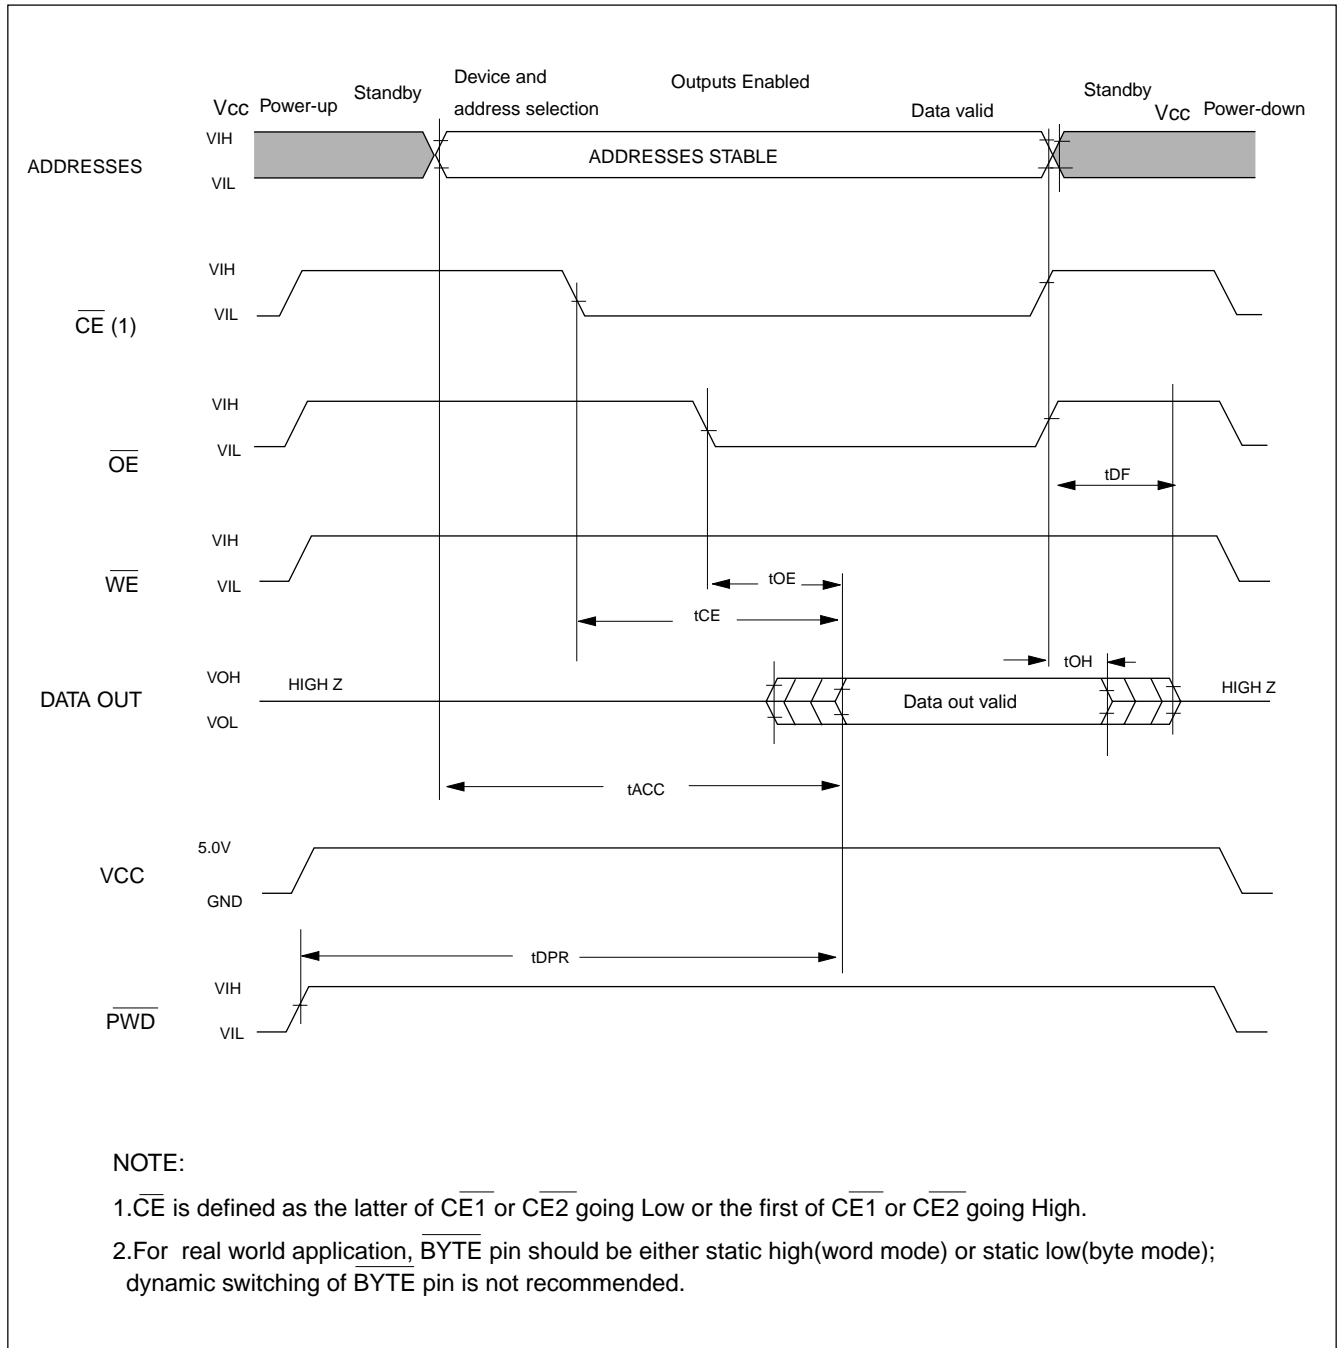 Vcc Power-up Standby Device and address selection Outputs Enabled Data valid Standby Vcc Power-down
ADDRESSES
VIH
VIL
ADDRESSES STABLE
CE (1)
VIH
VIL
OE
VIH
VIL
tDF
WE
VIH
VIL
tOE
tCE
DATA OUT
VOH
VOL
HIGH Z
Data out valid
tOH
HIGH Z
tACC
VCC
5.0V
GND
tDPR
PWD
VIH
VIL
NOTE:
1.CE is defined as the latter of CE1 or CE2 going Low or the first of CE1 or CE2 going High.
2.For real world application, BYTE pin should be either static high(word mode) or static low(byte mode);
dynamic switching of BYTE pin is not recommended.